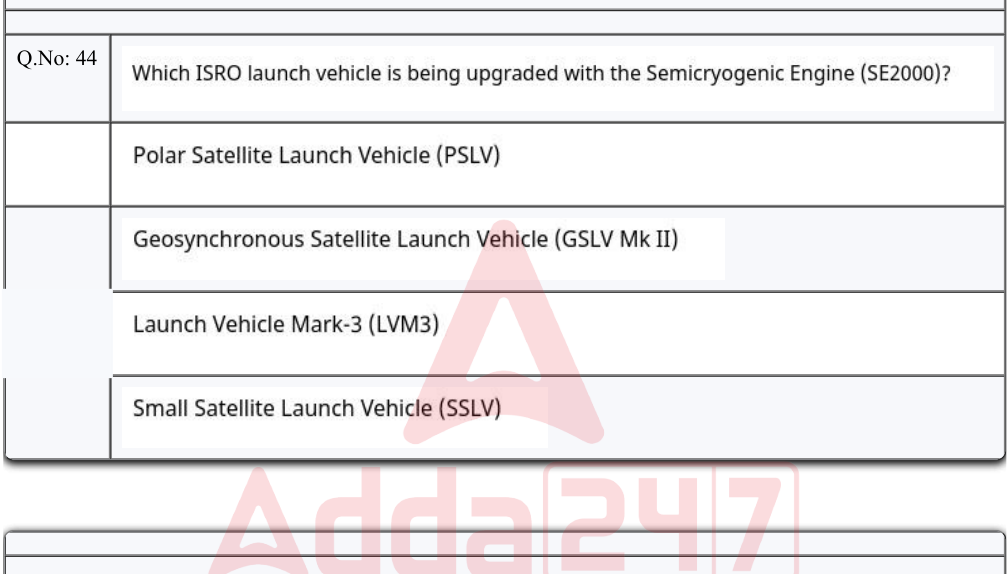 Q.No: 44
Which ISRO launch vehicle is being upgraded with the Semicryogenic Engine (SE2000)?
Polar Satellite Launch Vehicle (PSLV)
Geosynchronous Satellite Launch Vehicle (GSLV Mk II)
Launch Vehicle Mark-3 (LVM3)
Small Satellite Launch Vehicle (SSLV)
Adda247